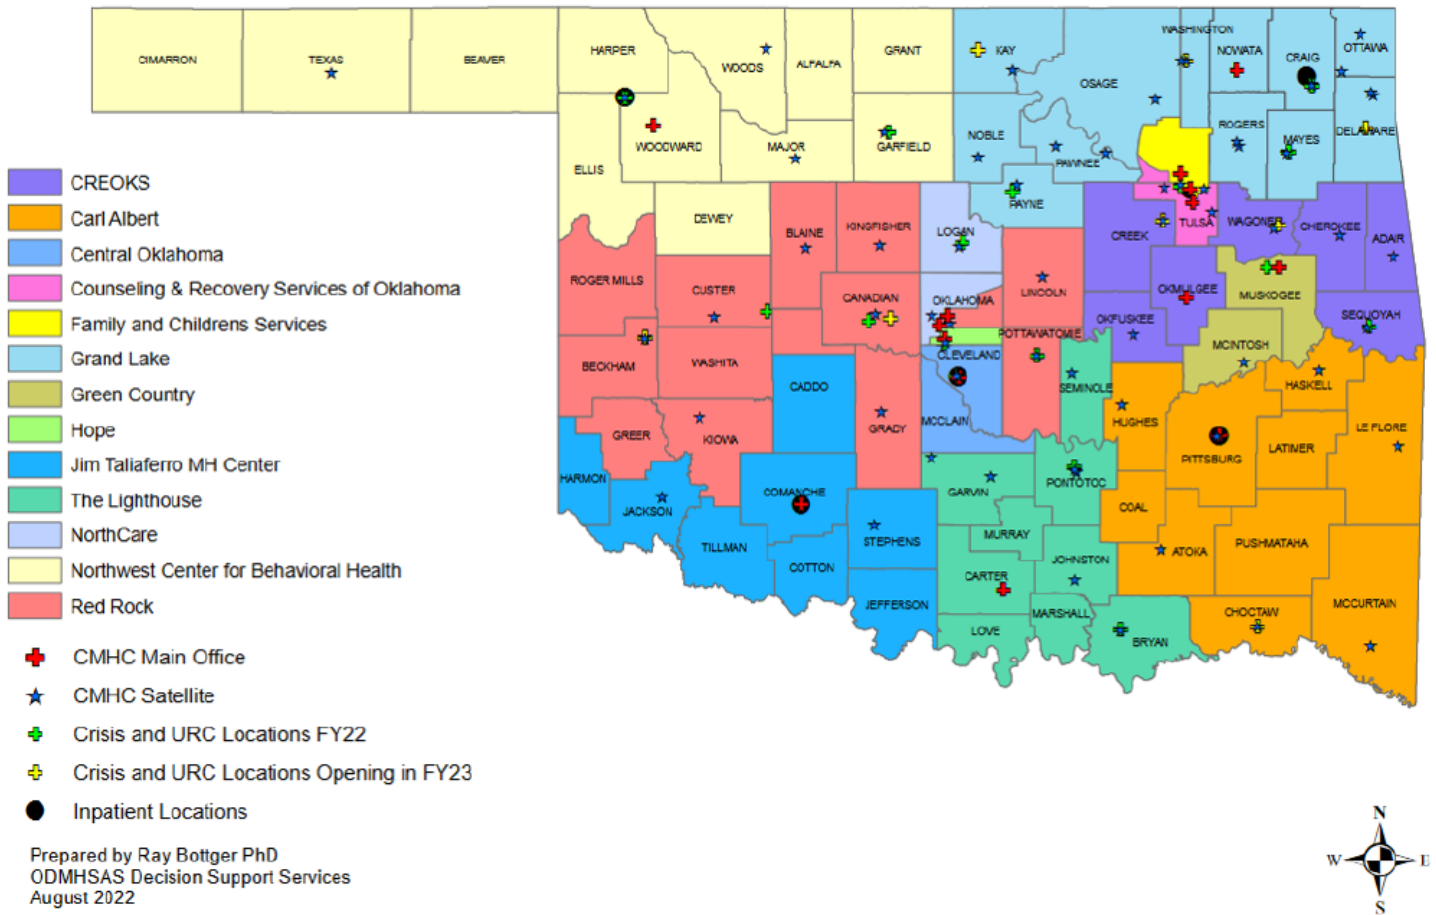 CIMARRON
TEXAS
BEAVER
HARPER
WOODS
ALFALFA
GRANT
KAY
OSAGE
WASHINGTON
NOWATA
CRAIG
OTTAWA
ELLIS
WOODWARD
MAJOR
GARFIELD
NOBLE
PAWNEE
ROGERS
MAYES
DELAWARE
DEWEY
BLAINE
KINGFISHER
LOGAN
PAYNE
CREEK
TULSA
WAGONER
CHEROKEE
ADAIR
ROGER MILLS
CUSTER
CANADIAN
OKLAHOMA
LINCOLN
OKMULGEE
MUSKOGEE
SEQUOYAH
BECKHAM
WASHITA
CADDO
CLEVELAND
POTTAWATOMIE
OKFUSKEE
MCINTOSH
HASKELL
SEMINOLE
GREER
KIOWA
GRADY
MCCLAIN
HUGHES
PITTSBURG
LATIMER
LE FLORE
HARMON
JACKSON
COMANCHE
GARVIN
PONTOTOC
COAL
TILLMAN
COTTON
STEPHENS
MURRAY
JOHNSTON
ATOKA
PUSHMATAHA
JEFFERSON
CARTER
LOVE
MARSHALL
BRYAN
CHOCTAW
MCCURTAIN
CREOKS
Carl Albert
Central Oklahoma
Counseling & Recovery Services of Oklahoma
Family and Childrens Services
Grand Lake
Green Country
Hope
Jim Taliaferro MH Center
The Lighthouse
NorthCare
Northwest Center for Behavioral Health
Red Rock
CMHC Main Office
CMHC Satellite
Crisis and URC Locations FY22
Crisis and URC Locations Opening in FY23
Inpatient Locations
Prepared by Ray Bottger PhD
ODMHSAS Decision Support Services
August 2022
N
W E
S